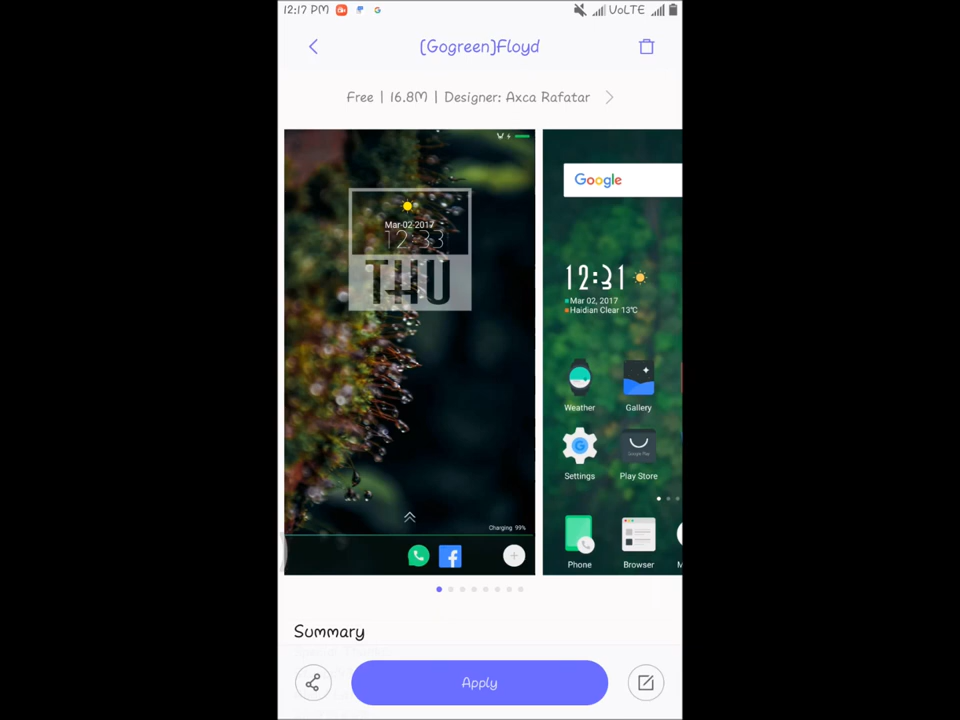 12:17 PM VoLTE
(Gogreen)Floyd
Free | 16.8M | Designer: Axca Rafatar
Mar-02-2017
12:33
THU
Charging 99%
Google
12:31
Mar 02, 2017
Haidian Clear 13℃
Weather Gallery
Google Play
Settings Play Store
Phone Browser M
Summary
Apply